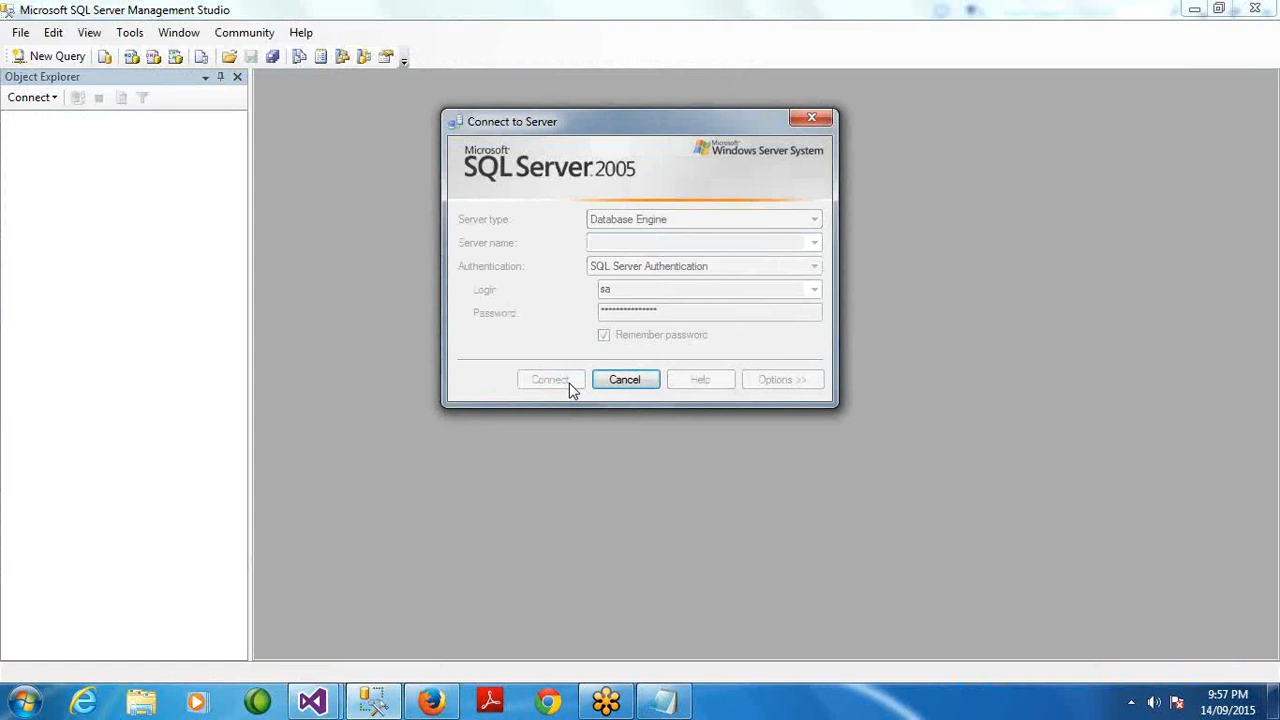 Microsoft SQL Server Management Studio
File Edit View Tools Window Community Help
New Query
Object Explorer
Connect
Connect to Server
Microsoft
SQL Server 2005
Microsoft
Windows Server System
Server type: Database Engine
Server name:
Authentication: SQL Server Authentication
Login: sa
Password: ***************
Remember password
Connect Cancel Help Options >>
9:57 PM
14/09/2015